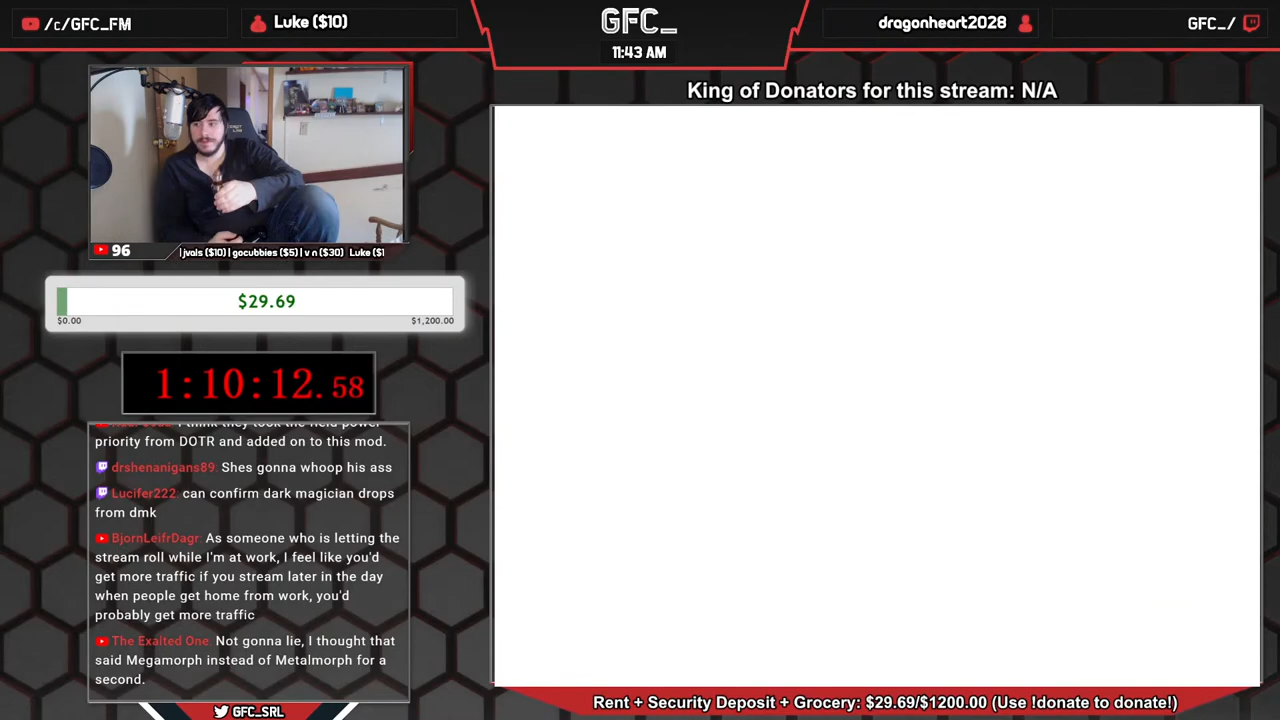 /c/GFC_FM
Luke ($10)
GFC_
11:43 AM
dragonheart2028
GFC_/
King of Donators for this stream: N/A
96
| jvals ($10) | gocubbies ($5) | v n ($30) Luke ($1
$29.69
$0.00
$1,200.00
1:10:12.58
priority from DOTR and added on to this mod.
drshenanigans89: Shes gonna whoop his ass
Lucifer222: can confirm dark magician drops
from dmk
BjornLeifrDagr: As someone who is letting the
stream roll while I'm at work, I feel like you'd
get more traffic if you stream later in the day
when people get home from work, you'd
probably get more traffic
The Exalted One: Not gonna lie, I thought that
said Megamorph instead of Metalmorph for a
second.
GFC_SRL
Rent + Security Deposit + Grocery: $29.69/$1200.00 (Use !donate to donate!)